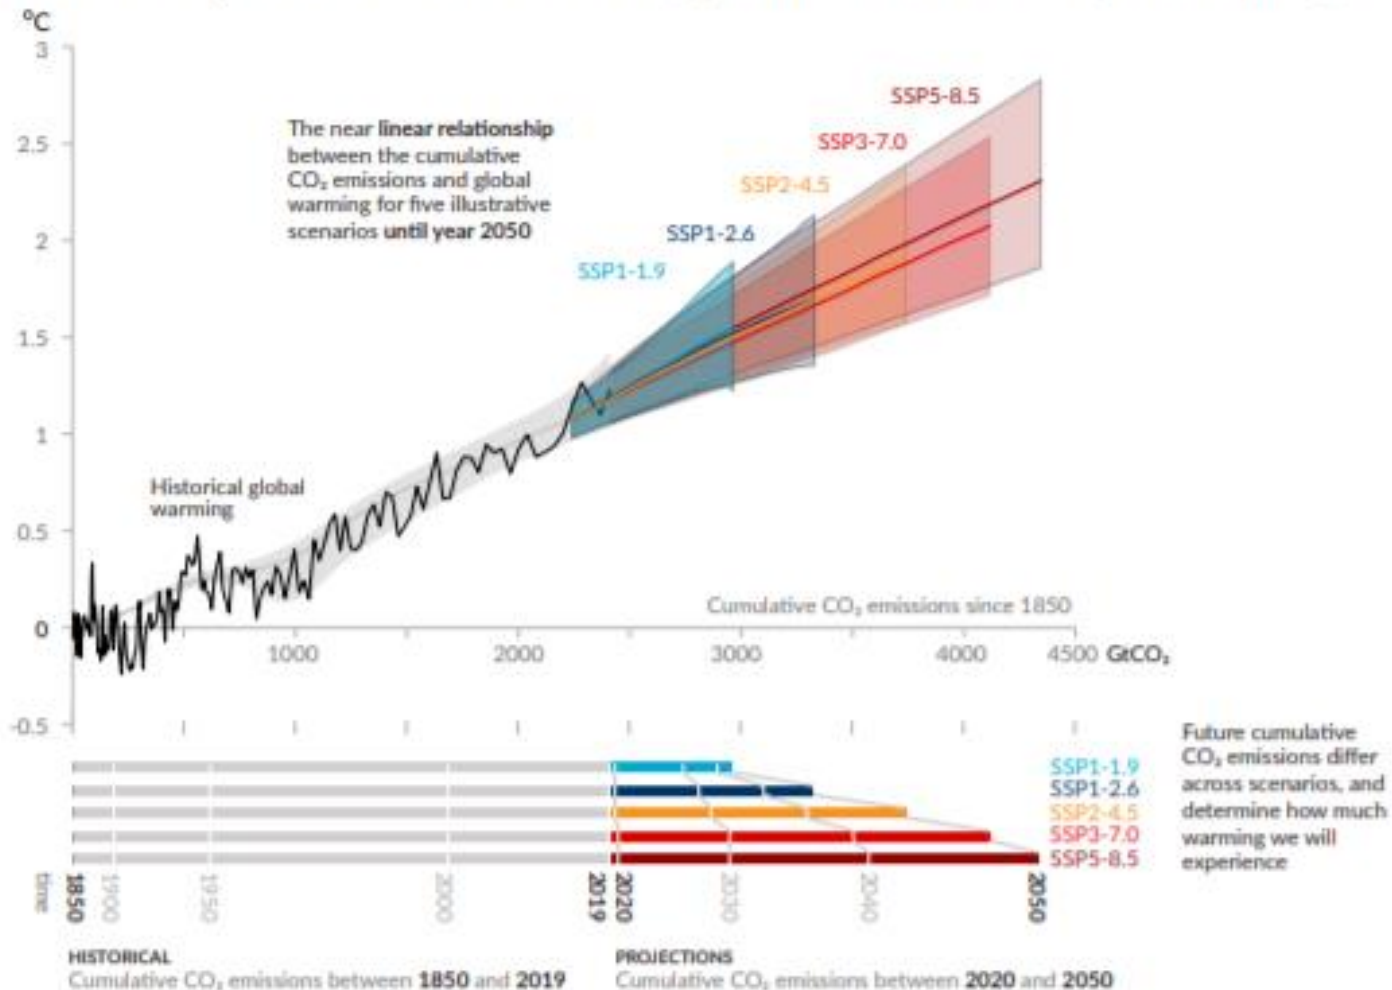 °C
3
2.5
2
1.5
1
0.5
0
-0.5
The near linear relationship
between the cumulative
CO₂ emissions and global
warming for five illustrative
scenarios until year 2050
SSP5-8.5
SSP3-7.0
SSP2-4.5
SSP1-2.6
SSP1-1.9
Historical global
warming
Cumulative CO₂ emissions since 1850
1000 2000 3000 4000 4500 GtCO₂
Future cumulative
CO₂ emissions differ
across scenarios, and
determine how much
warming we will
experience
SSP1-1.9
SSP1-2.6
SSP2-4.5
SSP3-7.0
SSP5-8.5
time 1850 1900 1950 2000 2019 2020 2030 2040 2050
HISTORICAL
Cumulative CO₂ emissions between 1850 and 2019
PROJECTIONS
Cumulative CO₂ emissions between 2020 and 2050